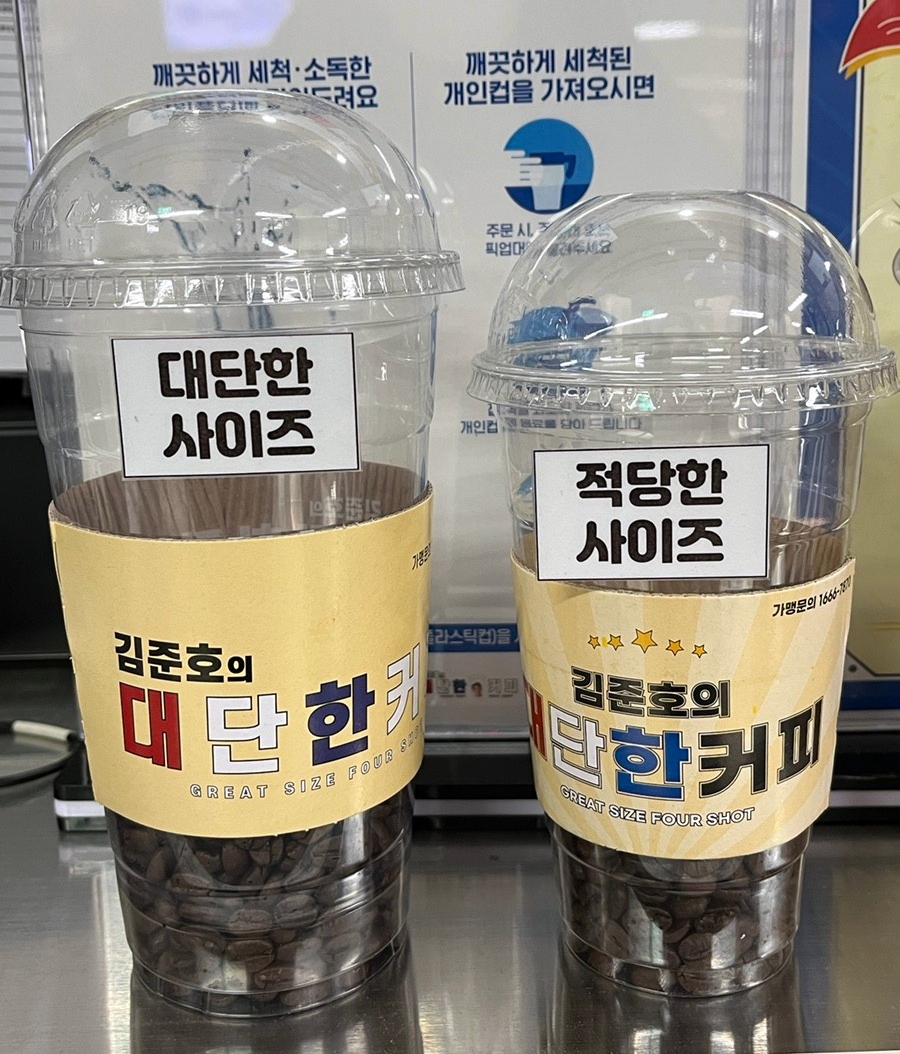 깨끗하게 세척·소독한
깨끗하게 세척된
개인컵을 가져오시면
주문 시,
대단한
사이즈
적당한
사이즈
김준호의
대단한커
GREAT SIZE FOUR SHOT
가맹문의 1666-7870
김준호의
대단한커피
GREAT SIZE FOUR SHOT